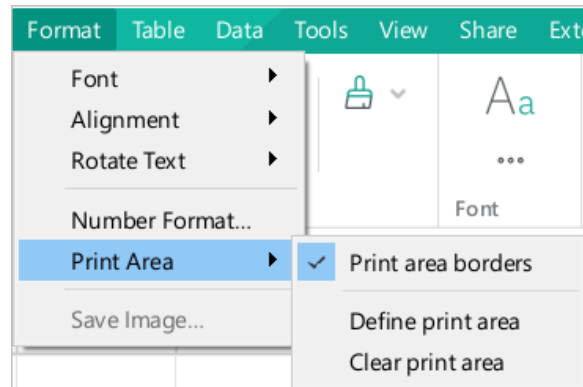 Format Table Data Tools View Share Ext
Font
Alignment
Rotate Text
Number Format...
Print Area
Save Image...
Aa
Font
Print area borders
Define print area
Clear print area